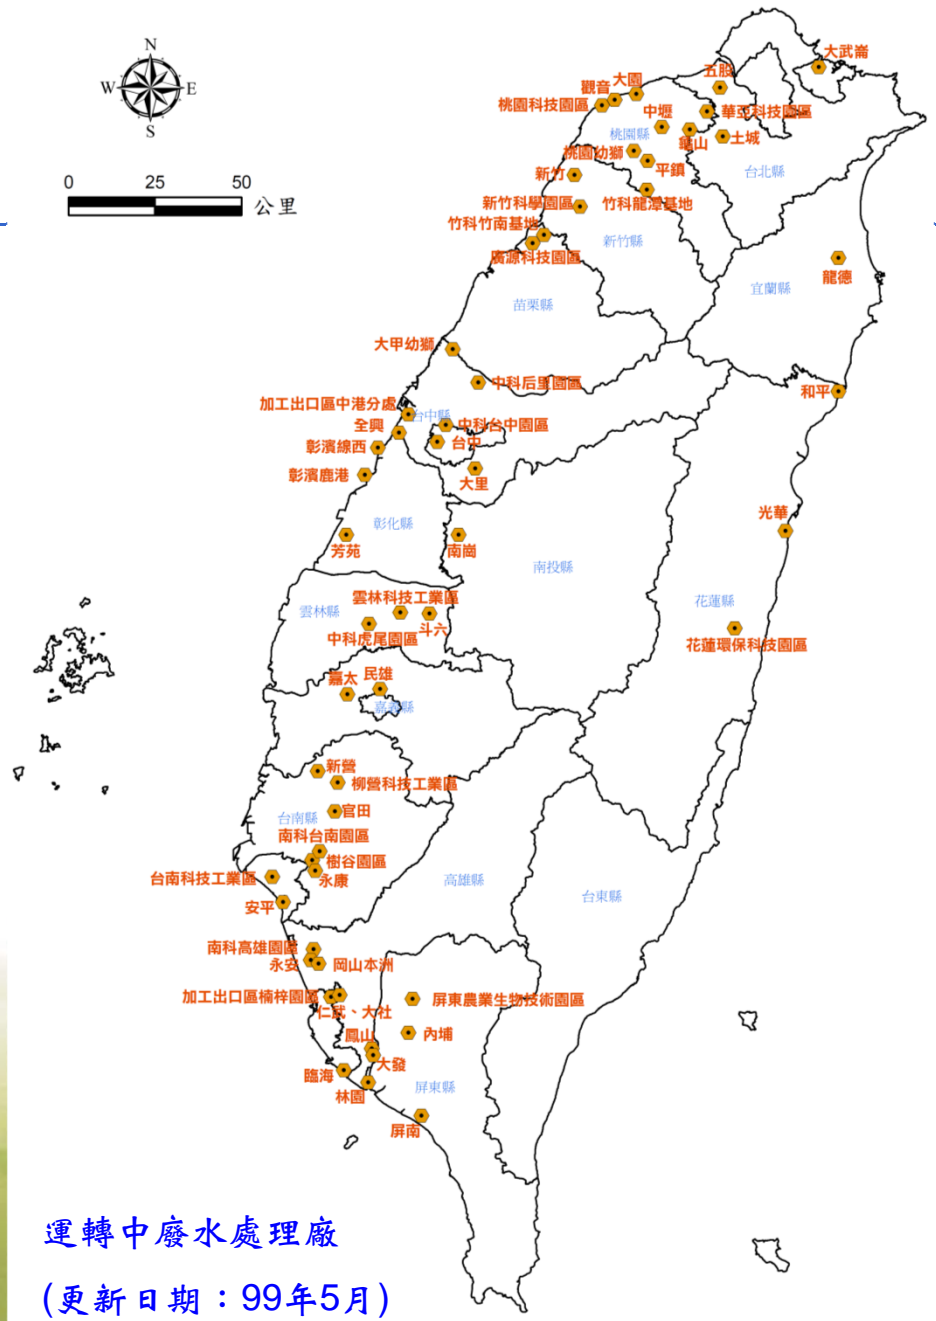 N
W E
S
0 25 50
公里
大武崙
五股
大園
觀音
桃園科技園區
華亞科技園區
中壢
桃園縣
龜山
土城
桃園幼獅
平鎮
台北縣
新竹
新竹科學園區
竹科龍潭基地
竹科竹南基地
新竹縣
廣源科技園區
龍德
宜蘭縣
苗栗縣
大甲幼獅
中科后里園區
和平
加工出口區中港分處
台中縣
全興
中科台中園區
彰濱線西
台中
彰濱鹿港
大里
光華
彰化縣
芳苑
南崗
南投縣
雲林科技工業區
花蓮縣
雲林縣
中科虎尾園區
斗六
花蓮環保科技園區
嘉太
民雄
嘉義縣
新營
柳營科技工業區
官田
台南縣
南科台南園區
樹谷園區
台南科技工業區
永康
高雄縣
台東縣
安平
南科高雄園區
永安
岡山本洲
加工出口區楠梓園區
屏東農業生物技術園區
仁武、大社
鳳山
內埔
大發
臨海
林園
屏東縣
屏南
運轉中廢水處理廠
(更新日期：99年5月)